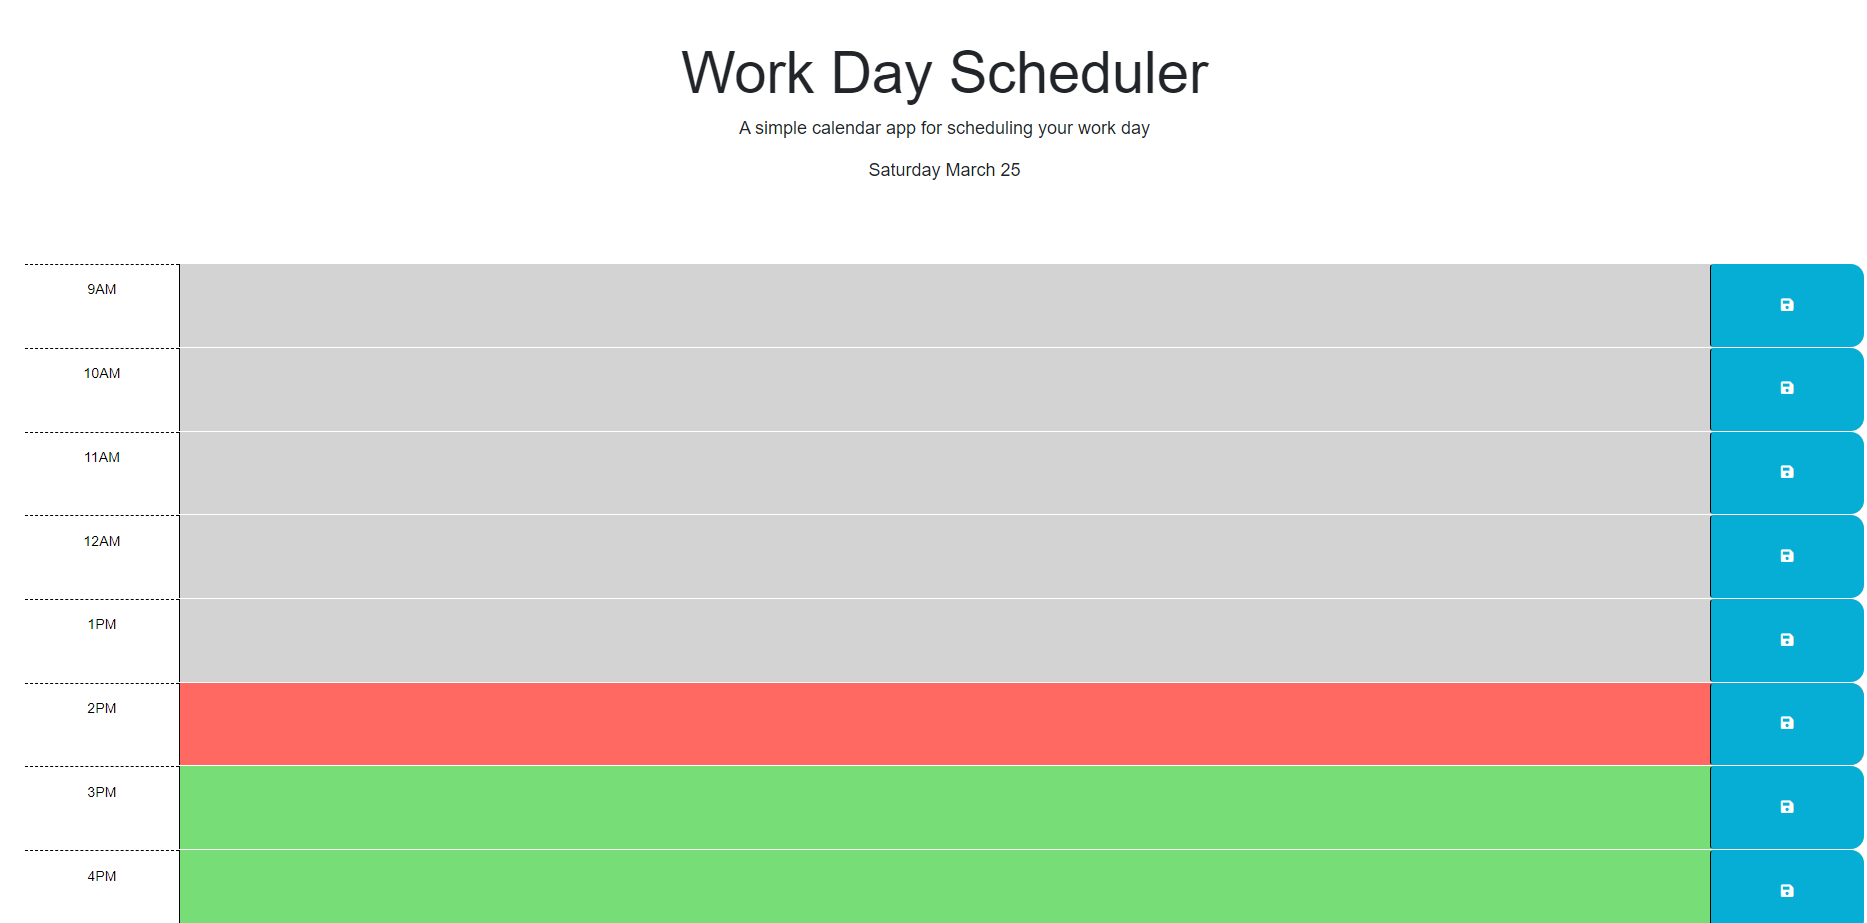 Work Day Scheduler
A simple calendar app for scheduling your work day
Saturday March 25
9AM
10AM
11AM
12AM
1PM
2PM
3PM
4PM